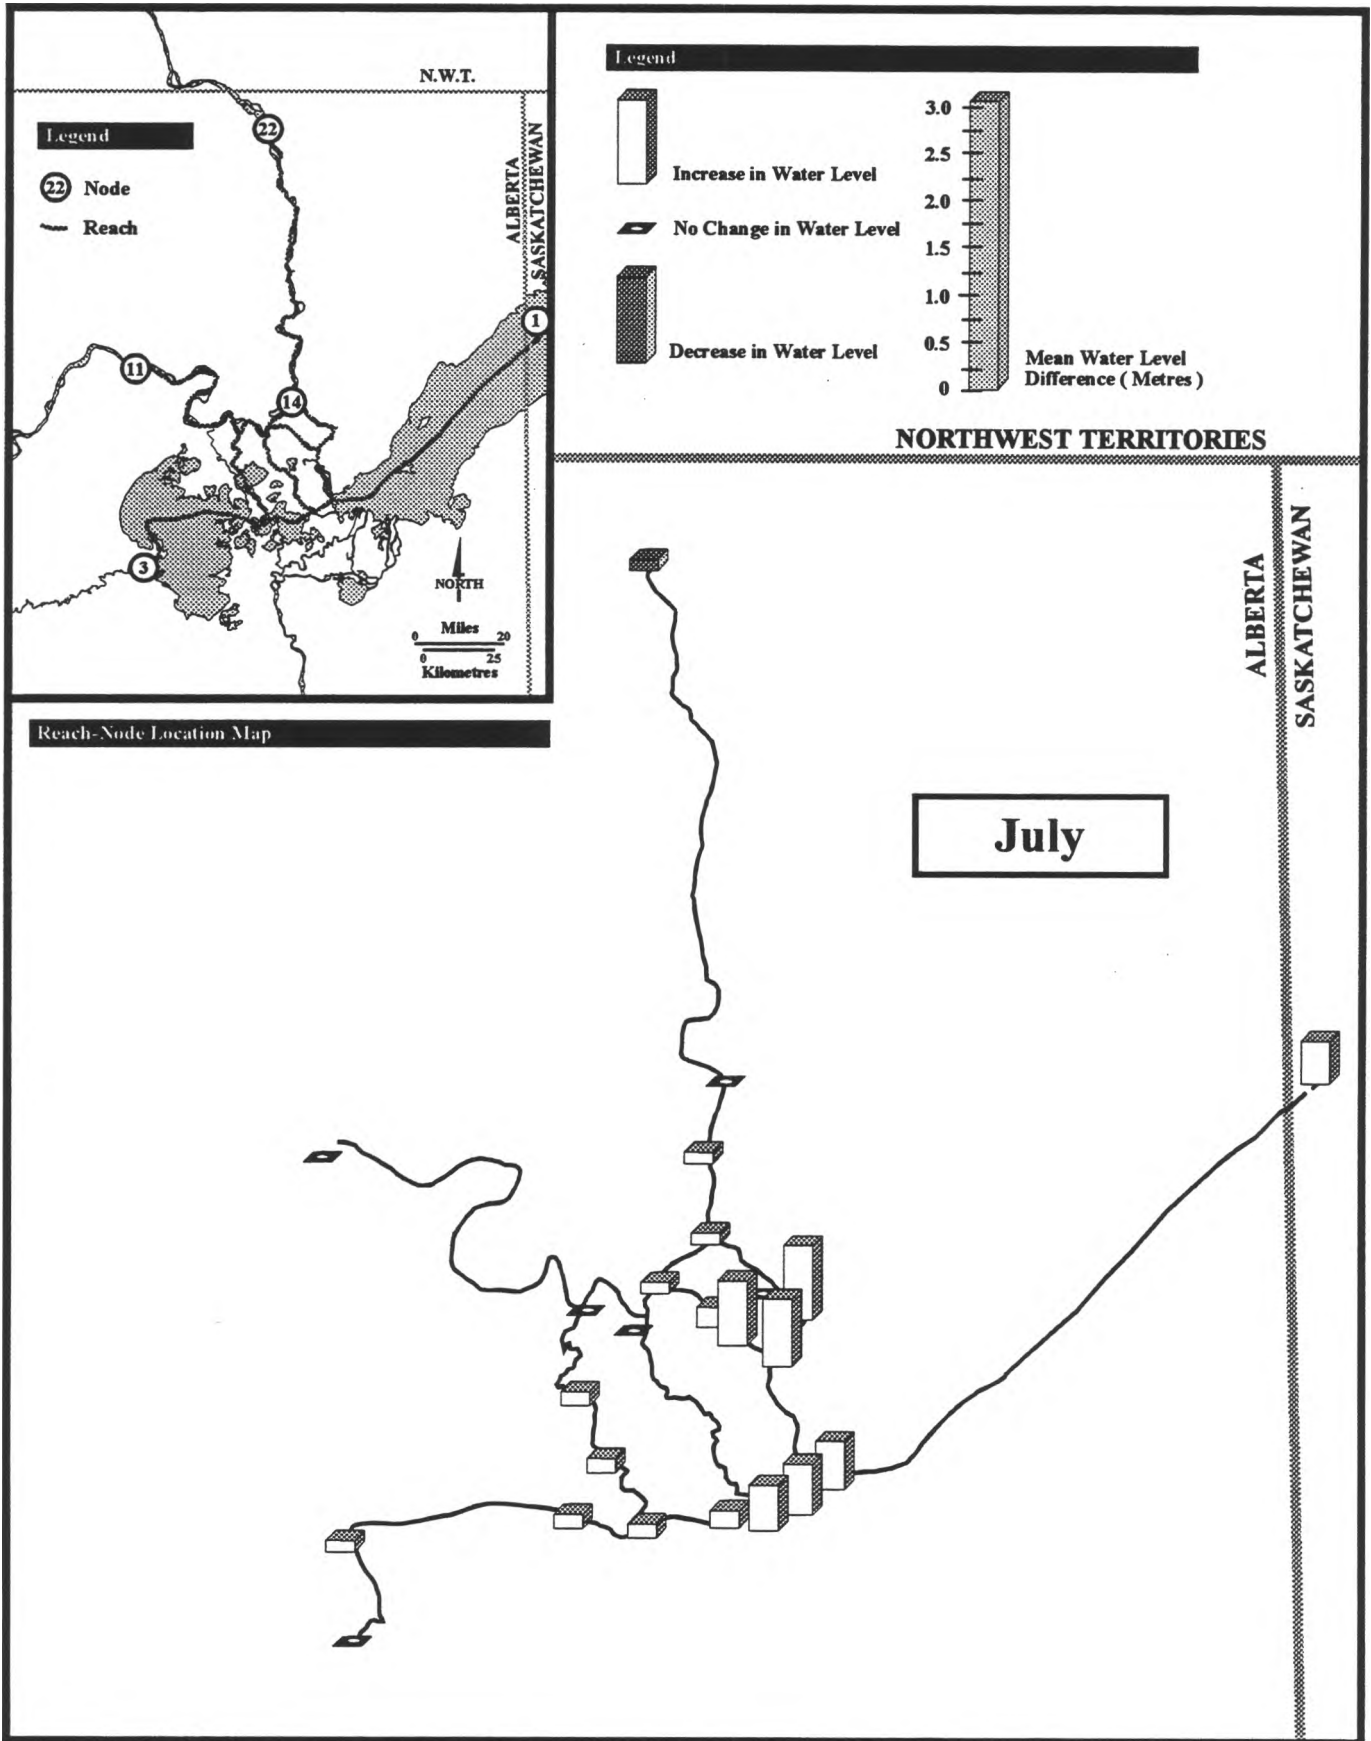 N.W.T.
Legend
22 Node
Reach
22
ALBERTA
SASKATCHEWAN
1
11
14
3
NORTH
Miles
0 20
0 25
Kilometres
Reach-Node Location Map
Legend
Increase in Water Level
No Change in Water Level
Decrease in Water Level
3.0
2.5
2.0
1.5
1.0
0.5
0
Mean Water Level
Difference ( Metres )
NORTHWEST TERRITORIES
ALBERTA
SASKATCHEWAN
July